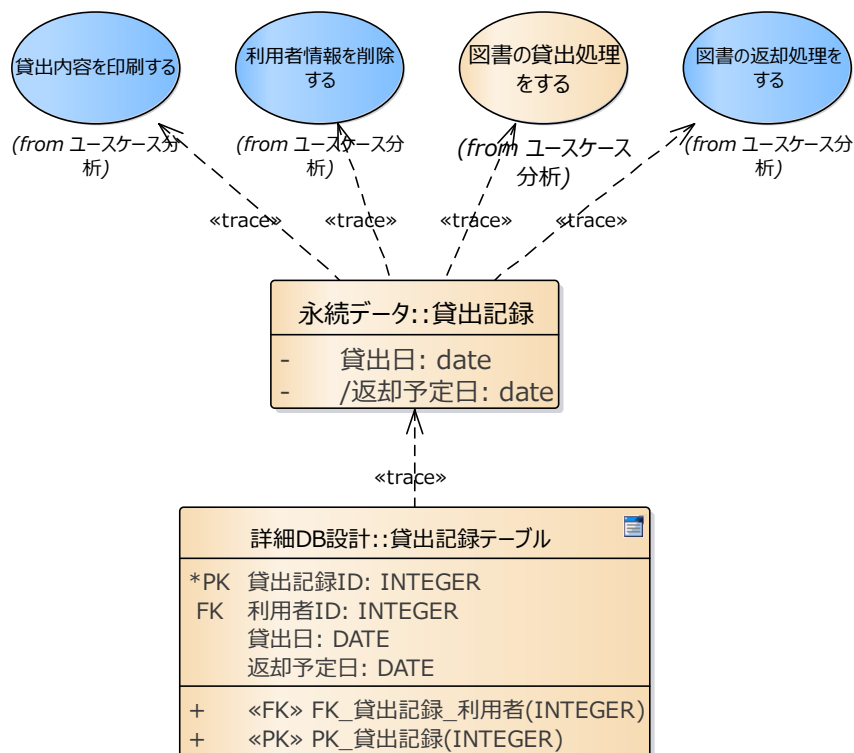 貸出内容を印刷する
利用者情報を削除
する
図書の貸出処理
をする
図書の返却処理を
する
(from ユースケース分
析)
(from ユースケース分
析)
(from ユースケース
分析)
(from ユースケース分
析)
«trace»
«trace»
«trace»
«trace»
永続データ::貸出記録
- 貸出日: date
- /返却予定日: date
«trace»
詳細DB設計::貸出記録テーブル
*PK 貸出記録ID: INTEGER
FK 利用者ID: INTEGER
貸出日: DATE
返却予定日: DATE
+ «FK» FK_貸出記録_利用者(INTEGER)
+ «PK» PK_貸出記録(INTEGER)